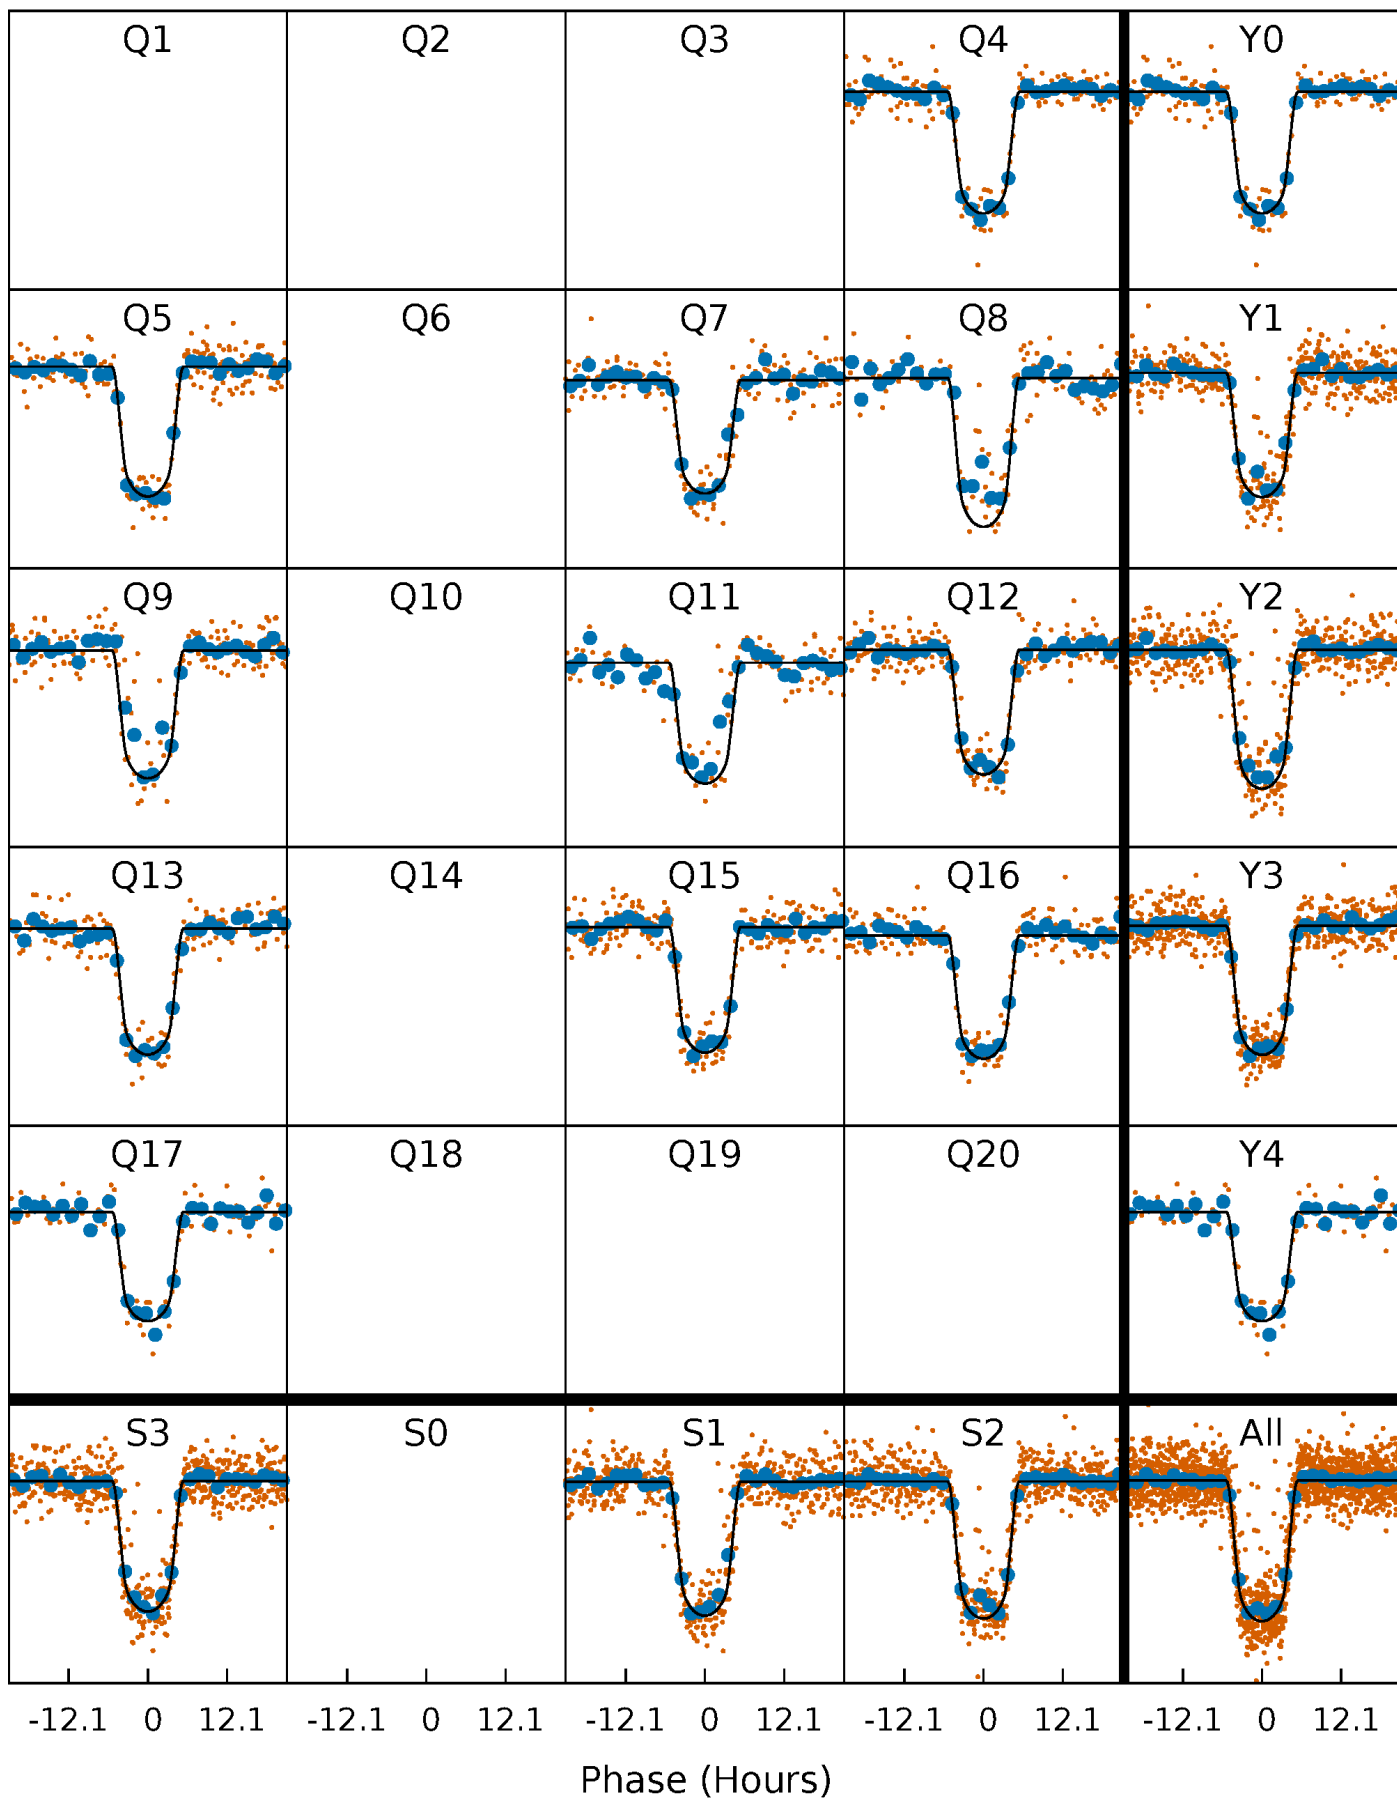 Q1 Q2 Q3 Q4 Y0
Q5 Q6 Q7 Q8 Y1
Q9 Q10 Q11 Q12 Y2
Q13 Q14 Q15 Q16 Y3
Q17 Q18 Q19 Q20 Y4
S3 S0 S1 S2 All
-12.1 0 12.1 -12.1 0 12.1 -12.1 0 12.1 -12.1 0 12.1 -12.1 0 12.1
Phase (Hours)